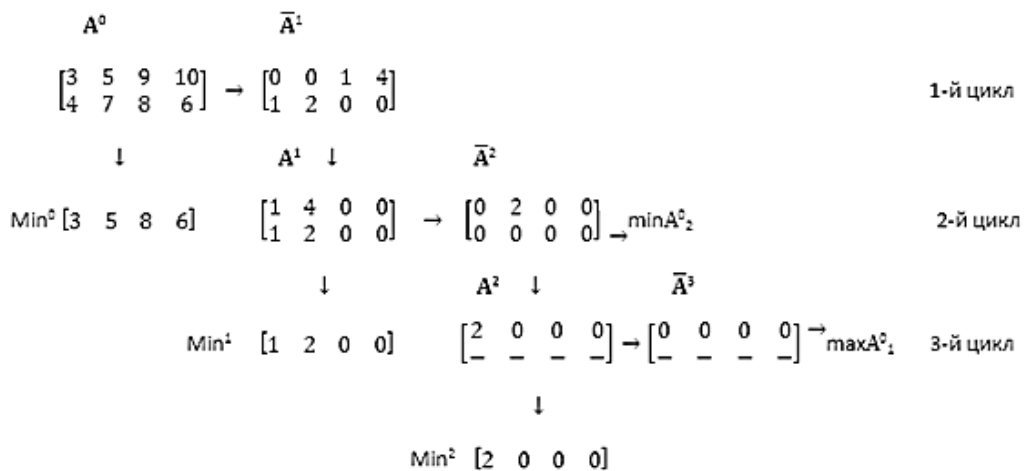 A⁰ A̅¹
[3 5 9 10] → [0 0 1 4]
1-й цикл
[4 7 8 6] [1 2 0 0]
↓ A¹ ↓ A̅²
[1 4 0 0] [0 2 0 0]
Min⁰ [3 5 8 6] → → minA⁰₂ 2-й цикл
[1 2 0 0] [0 0 0 0]
↓ A² ↓ A̅³
[2 0 0 0] [0 0 0 0]
Min¹ [1 2 0 0] → → maxA⁰₁ 3-й цикл
[– – – –] [– – – –]
↓
Min² [2 0 0 0]